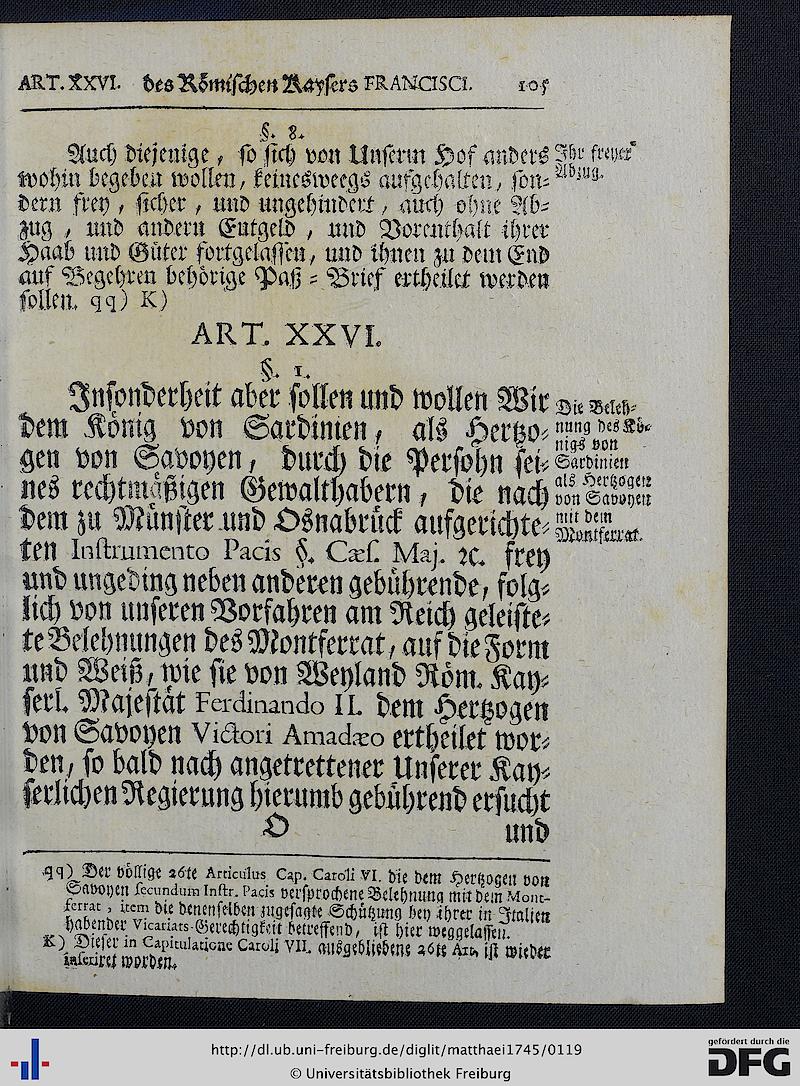 ART. XXVI. des Römischen Kaysers FRANCISCI. 105
§. 8.
Auch diejenige, so sich von Unserm Hof anders
wohin begeben wollen, keinesweegs aufgehalten, son=
dern frey, sicher, und ungehindert, auch ohne Ab=
zug, und andern Entgeld, und Vorenthalt ihrer
Haab und Güter fortgelassen, und ihnen zu dem End
auf Begehren behörige Paß = Brief ertheilet werden
sollen. qq) K)
Ihr freyer
Abzug.
ART. XXVI.
§. 1.
Insonderheit aber sollen und wollen Wir
dem König von Sardinien, als Hertzo=
gen von Savoyen, durch die Persohn sei=
nes rechtmäßigen Gewalthabern, die nach
dem zu Münster und Osnabrück aufgerichte=
ten Instrumento Pacis §. Cæs. Maj. ꝛc. frey
und ungeding neben anderen gebührende, folg=
lich von unseren Vorfahren am Reich geleiste=
te Belehnungen des Montferrat, auf die Form
und Weiß, wie sie von Weyland Röm. Kay=
serl. Majestät Ferdinando II. dem Hertzogen
von Savoyen Victori Amadæo ertheilet wor=
den, so bald nach angetrettener Unserer Kay=
serlichen Regierung hierumb gebührend ersucht
O und
Die Beleh=
nung des Kö=
nigs von
Sardinien
als Hertzogen
von Savoyen
mit dem
Montferrat.
qq) Der völlige 26te Articulus Cap. Caroli VI. die dem Hertzogen von
Savoyen secundum Instr. Pacis versprochene Belehnung mit dem Mont-
ferrat, item die denenselben zugesagte Schützung bey ihrer in Italien
habender Vicariats-Gerechtigkeit betreffend, ist hier weggelassen.
K) Dieser in Capitulatione Caroli VII. ausgebliebene 26te Art. ist wieder
inseriret worden.
http://dl.ub.uni-freiburg.de/diglit/matthaei1745/0119
© Universitätsbibliothek Freiburg
gefördert durch die
DFG